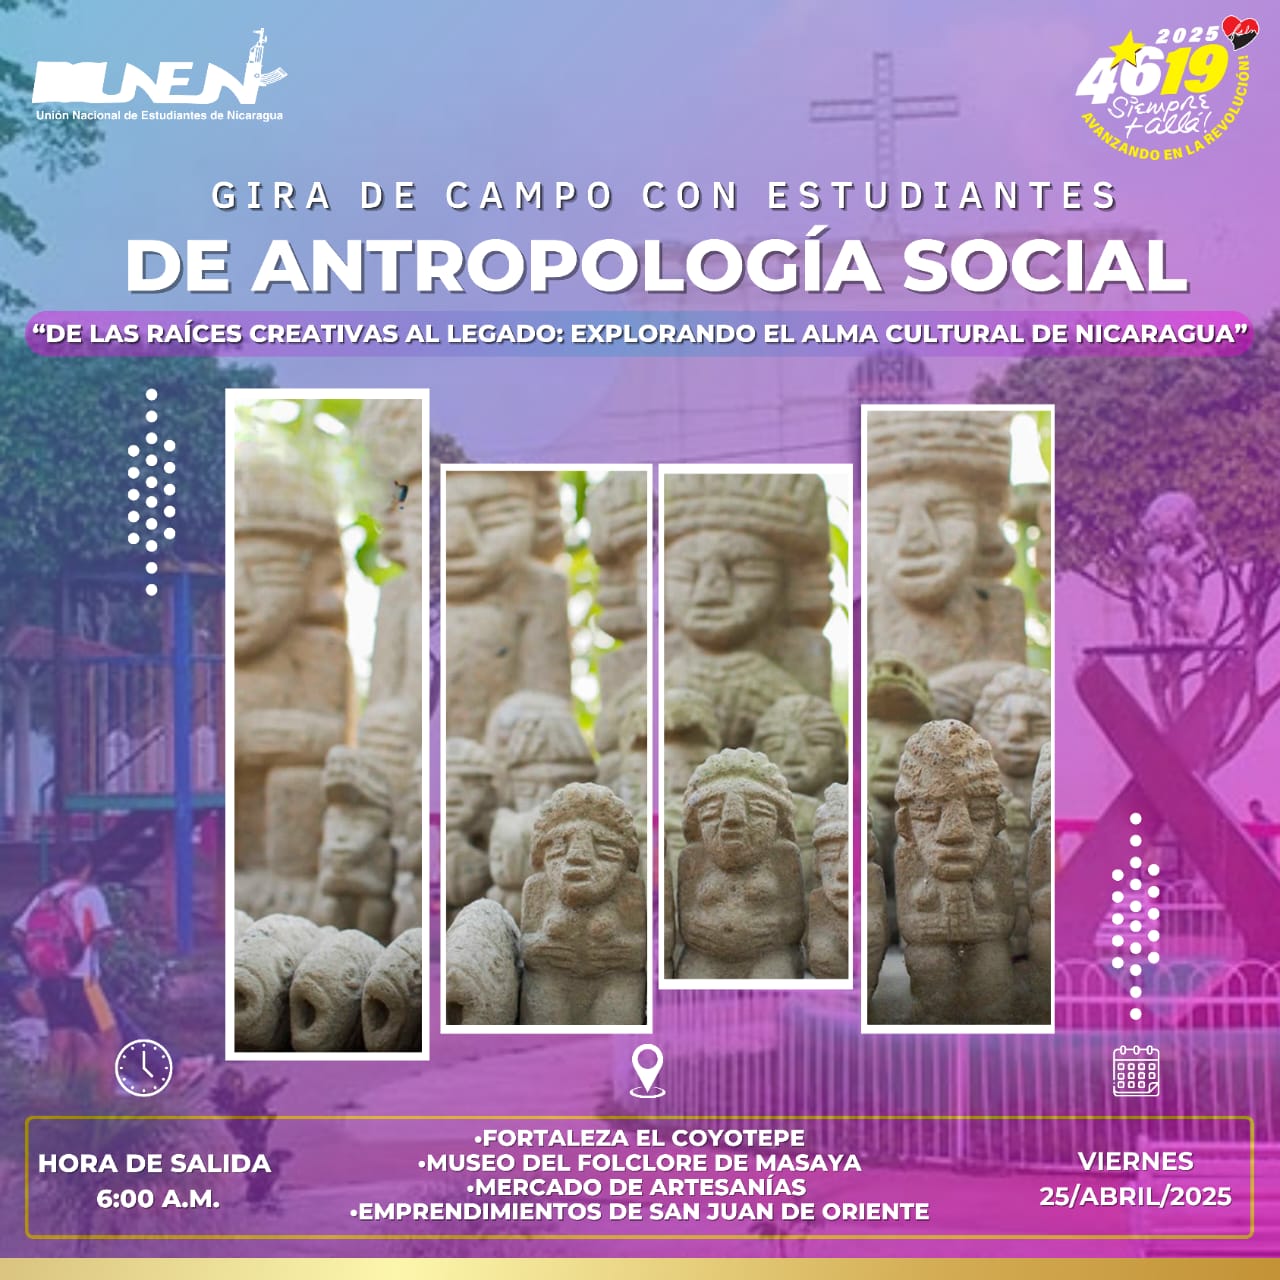 UNEN
Unión Nacional de Estudiantes de Nicaragua
2025
fsln
4619
Siempre
+ allá!
AVANZANDO EN LA REVOLUCIÓN!
GIRA DE CAMPO CON ESTUDIANTES
DE ANTROPOLOGÍA SOCIAL
“DE LAS RAÍCES CREATIVAS AL LEGADO: EXPLORANDO EL ALMA CULTURAL DE NICARAGUA”
HORA DE SALIDA
6:00 A.M.
•FORTALEZA EL COYOTEPE
•MUSEO DEL FOLCLORE DE MASAYA
•MERCADO DE ARTESANÍAS
•EMPRENDIMIENTOS DE SAN JUAN DE ORIENTE
VIERNES
25/ABRIL/2025